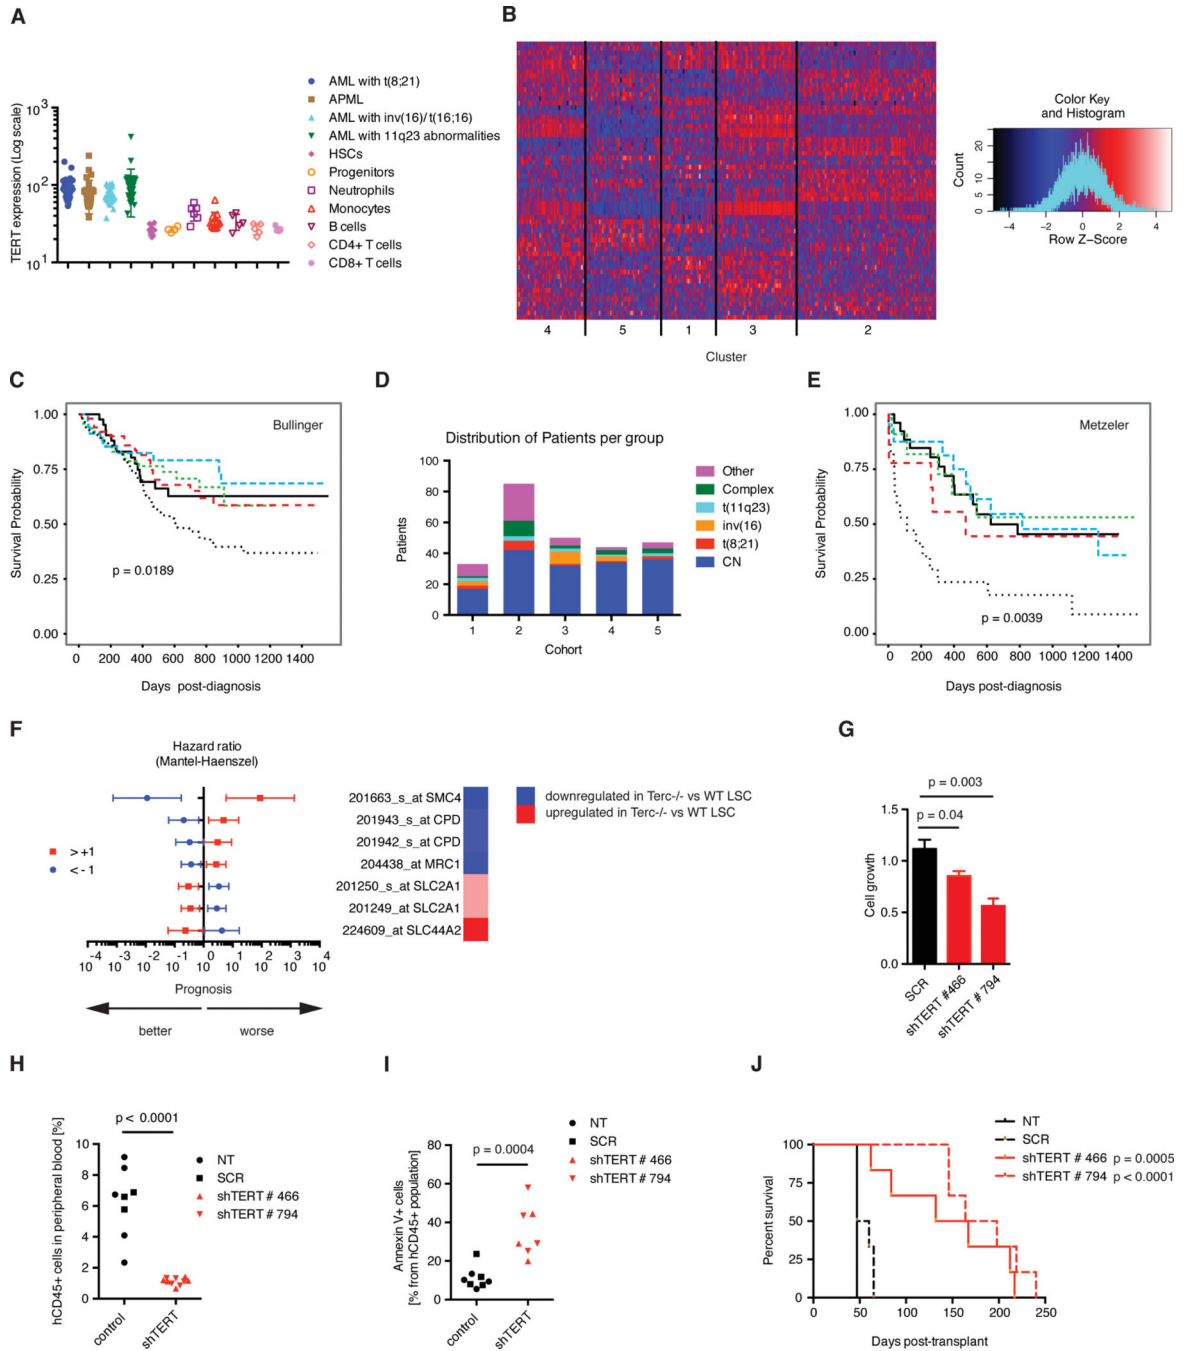 A
TERT expression (Log scale)
10³
10²
10¹
AML with t(8;21)
APML
AML with inv(16)/t(16;16)
AML with 11q23 abnormalities
HSCs
Progenitors
Neutrophils
Monocytes
B cells
CD4+ T cells
CD8+ T cells
B
4 5 1 3 2
Cluster
Color Key
and Histogram
Count
20
15
10
5
0
−4 −2 0 2 4
Row Z−Score
C
Survival Probability
1.00
0.75
0.50
0.25
0.00
Bullinger
p = 0.0189
0 200 400 600 800 1000 1200 1400
Days post-diagnosis
D
Distribution of Patients per group
Patients
100
80
60
40
20
0
1 2 3 4 5
Cohort
Other
Complex
t(11q23)
inv(16)
t(8;21)
CN
E
Survival Probability
1.00
0.75
0.50
0.25
0.00
Metzeler
p = 0.0039
0 200 400 600 800 1000 1200 1400
Days post-diagnosis
F
Hazard ratio
(Mantel-Haenszel)
> +1
< - 1
201663_s_at SMC4
201943_s_at CPD
201942_s_at CPD
204438_at MRC1
201250_s_at SLC2A1
201249_at SLC2A1
224609_at SLC44A2
downregulated in Terc-/- vs WT LSC
upregulated in Terc-/- vs WT LSC
-4 -3 -2 -1 0 1 2 3 4
10 10 10 10 10 10 10 10 10
Prognosis
better worse
G
Cell growth
1.5
1.0
0.5
0.0
p = 0.003
p = 0.04
SCR
shTERT #466
shTERT # 794
H
hCD45+ cells in peripheral blood [%]
10
8
6
4
2
0
p < 0.0001
control
shTERT
NT
SCR
shTERT # 466
shTERT # 794
I
Annexin V+ cells
[% from hCD45+ population]
80
60
40
20
0
p = 0.0004
control
shTERT
NT
SCR
shTERT # 466
shTERT # 794
J
Percent survival
100
75
50
25
0
0 50 100 150 200 250
Days post-transplant
NT
SCR
shTERT # 466 p = 0.0005
shTERT # 794 p < 0.0001